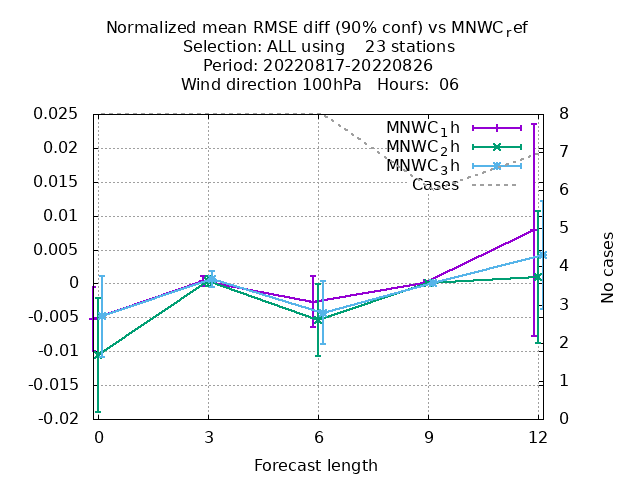 Normalized mean RMSE diff (90% conf) vs MNWC_ref
Selection: ALL using    23 stations
Period: 20220817-20220826
Wind direction 100hPa   Hours:  06
0.025
0.02
0.015
0.01
0.005
0
-0.005
-0.01
-0.015
-0.02
8
7
6
5
4
3
2
1
0
MNWC_1h
MNWC_2h
MNWC_3h
Cases
No cases
0
3
6
9
12
Forecast length